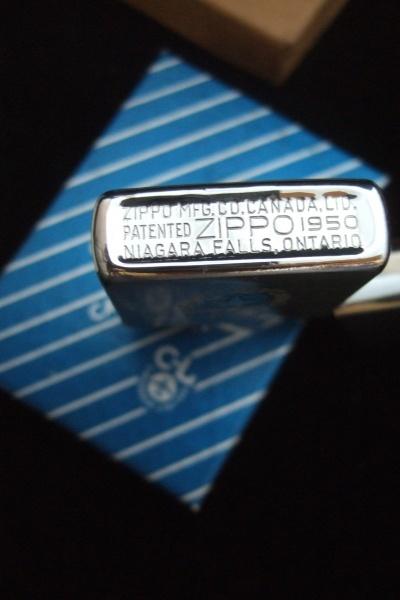 ZIPPO MFG. CO. CANADA, LTD.
PATENTED ZIPPO 1950
NIAGARA FALLS, ONTARIO